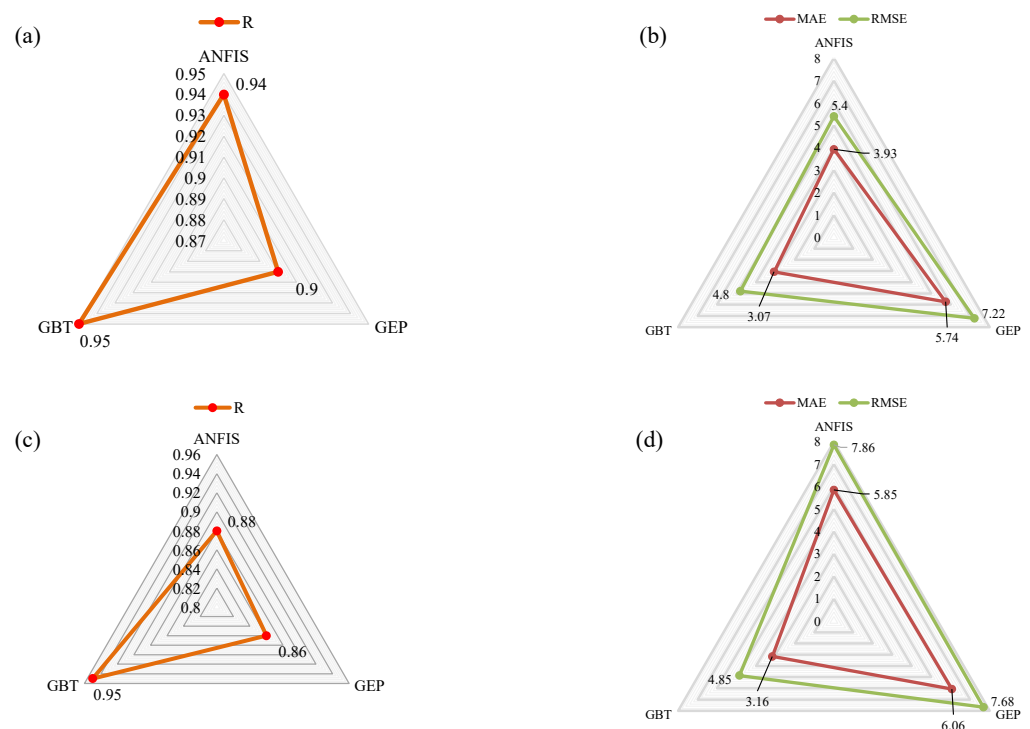 (a)
R
ANFIS
0.95
0.94
0.93
0.92
0.91
0.9
0.89
0.88
0.87
0.94
0.9
0.95
GBT
GEP
(b)
MAE RMSE
ANFIS
8
7
6
5
4
3
2
1
0
5.4
3.93
4.8
3.07
7.22
5.74
GBT
GEP
(c)
R
ANFIS
0.96
0.94
0.92
0.9
0.88
0.86
0.84
0.82
0.8
0.88
0.86
0.95
GBT
GEP
(d)
MAE RMSE
ANFIS
8
7
6
5
4
3
2
1
0
7.86
5.85
4.85
3.16
7.68
6.06
GBT
GEP